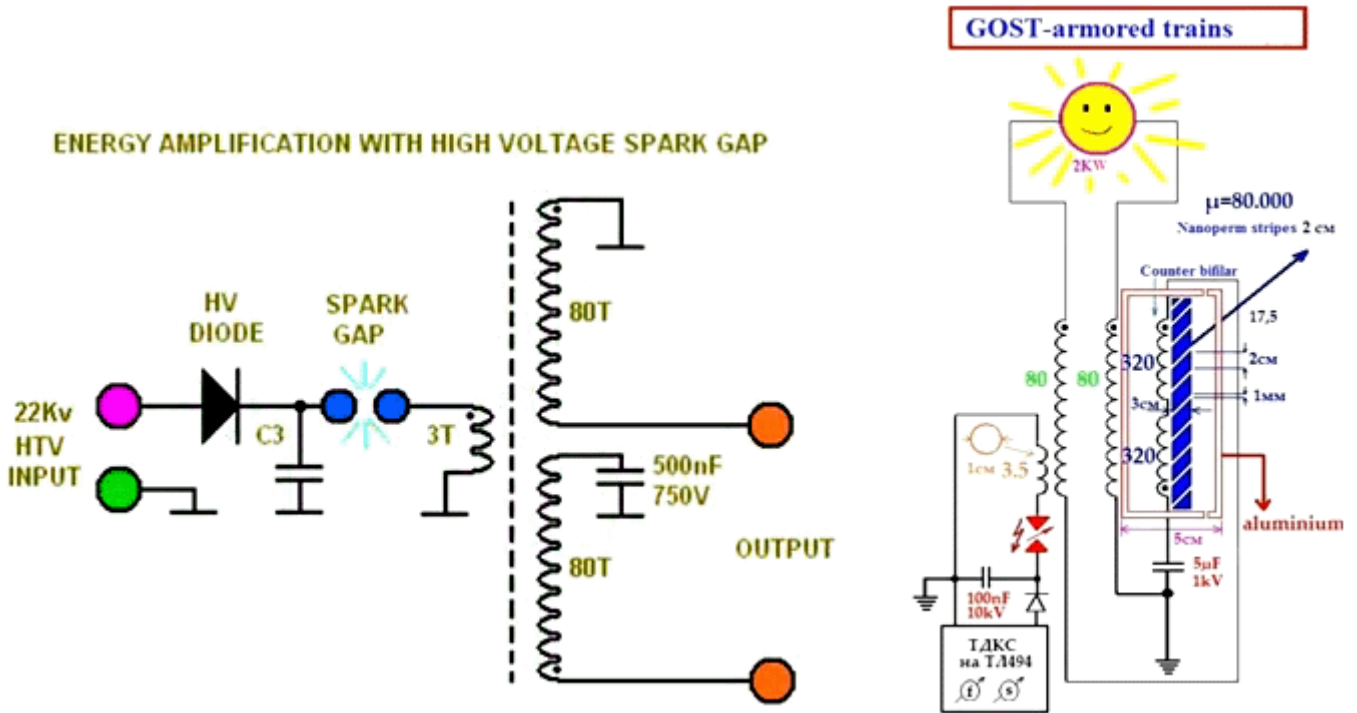 ENERGY AMPLIFICATION WITH HIGH VOLTAGE SPARK GAP
HV
DIODE
SPARK
GAP
22Kv
HTV
INPUT
C3
3T
80T
500nF
750V
80T
OUTPUT
GOST-armored trains
2KW
µ=80.000
Nanoperm stripes 2 см
Counter bifilar
17,5
320
2см
80
80
3см
1мм
1см
3.5
320
aluminium
5см
5µF
1kV
100nF
10kV
ТДКС
на ТЛ494
f
s